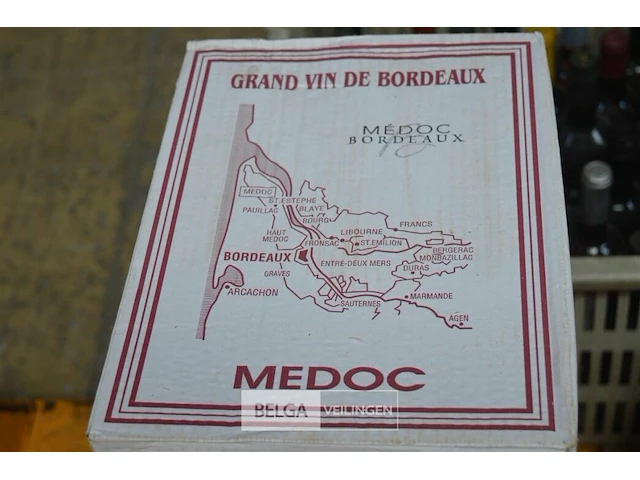 GRAND VIN DE BORDEAUX
MÉDOC
BORDEAUX
MEDOC
ST.ESTEPHE
PAUILLAC
BLAYE
BOURG
FRANCS
HAUT
MEDOC
LIBOURNE
FRONSAC
ST.EMILION
BERGERAC
MONBAZILLAC
BORDEAUX
ENTRE-DEUX MERS
DURAS
GRAVES
ARCACHON
SAUTERNES
MARMANDE
AGEN
MEDOC
BELGA VEILINGEN